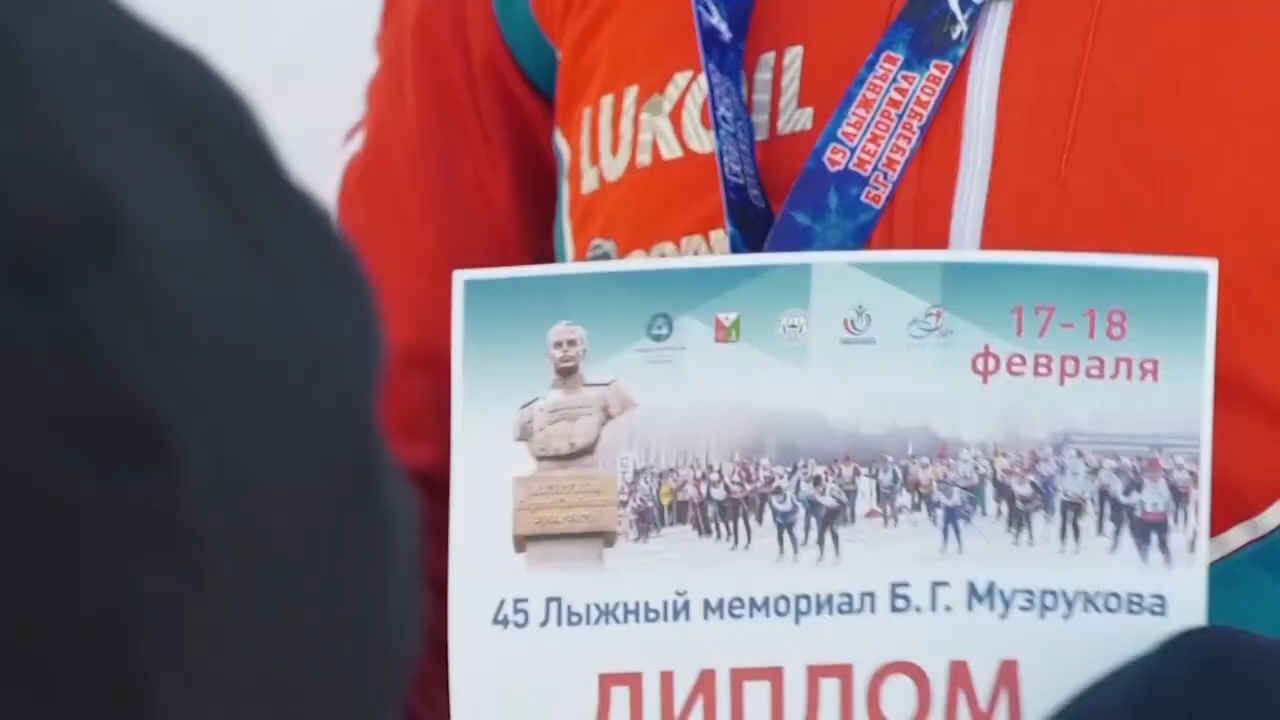 LUKOIL
45 ЛЫЖНЫЙ
МЕМОРИАЛ
Б.Г.МУЗРУКОВА
17-18
февраля
45 Лыжный мемориал Б. Г. Музрукова
ДИПЛОМ